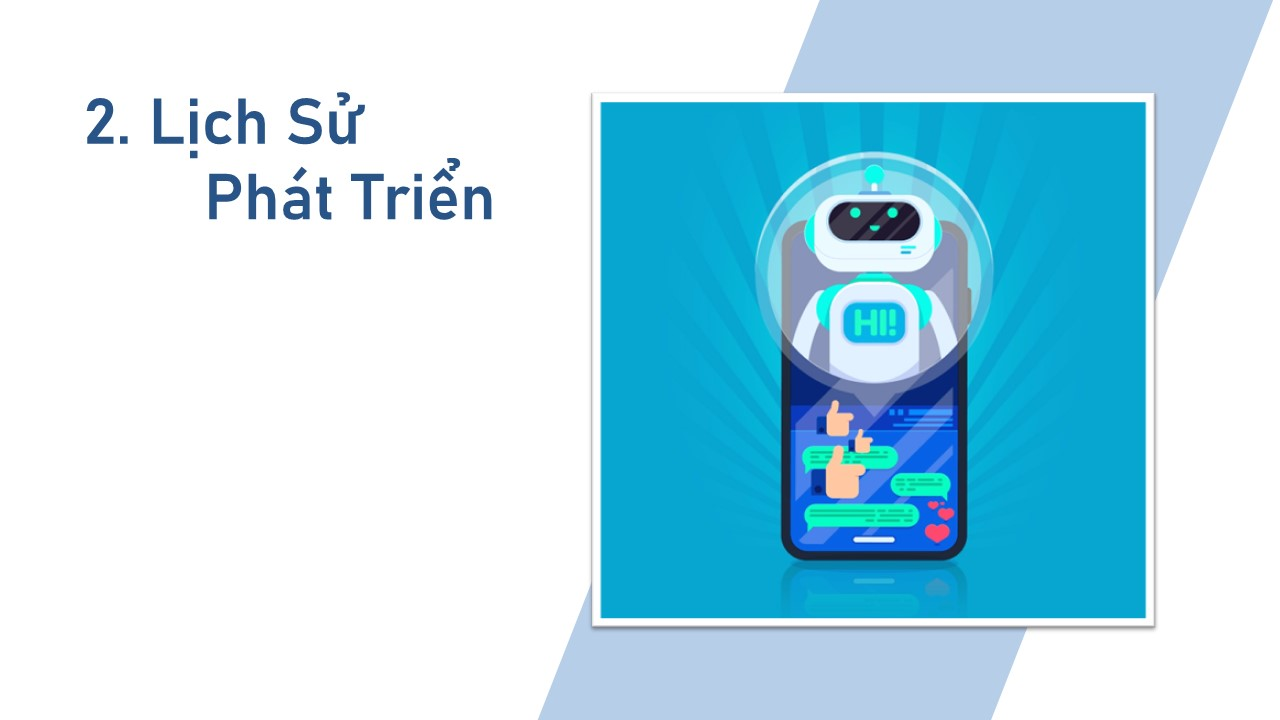 2. Lịch Sử
Phát Triển
HI!